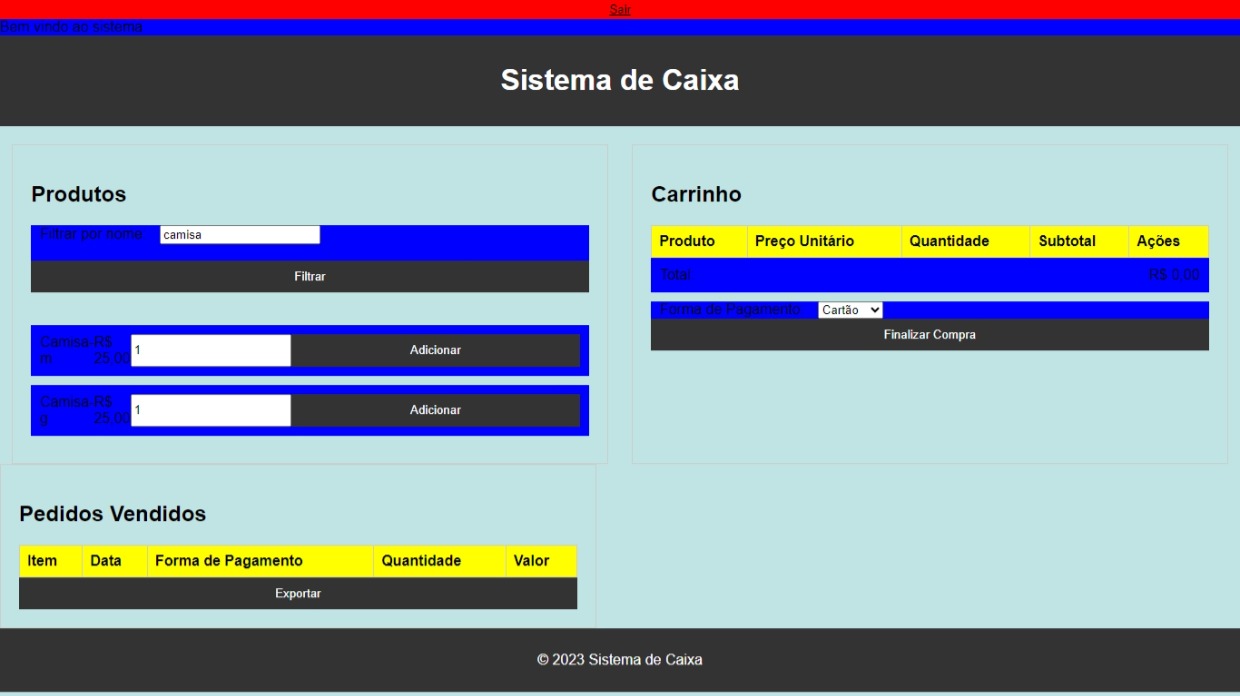 Sair
Bem vindo ao sistema
Sistema de Caixa
Produtos
Filtrar por nome
camisa
Filtrar
Camisa m
-R$ 25.00
1
Adicionar
Camisa g
-R$ 25.00
1
Adicionar
Carrinho
Produto Preço Unitário Quantidade Subtotal Ações
Total R$ 0,00
Forma de Pagamento Cartão
Finalizar Compra
Pedidos Vendidos
Item Data Forma de Pagamento Quantidade Valor
Exportar
© 2023 Sistema de Caixa